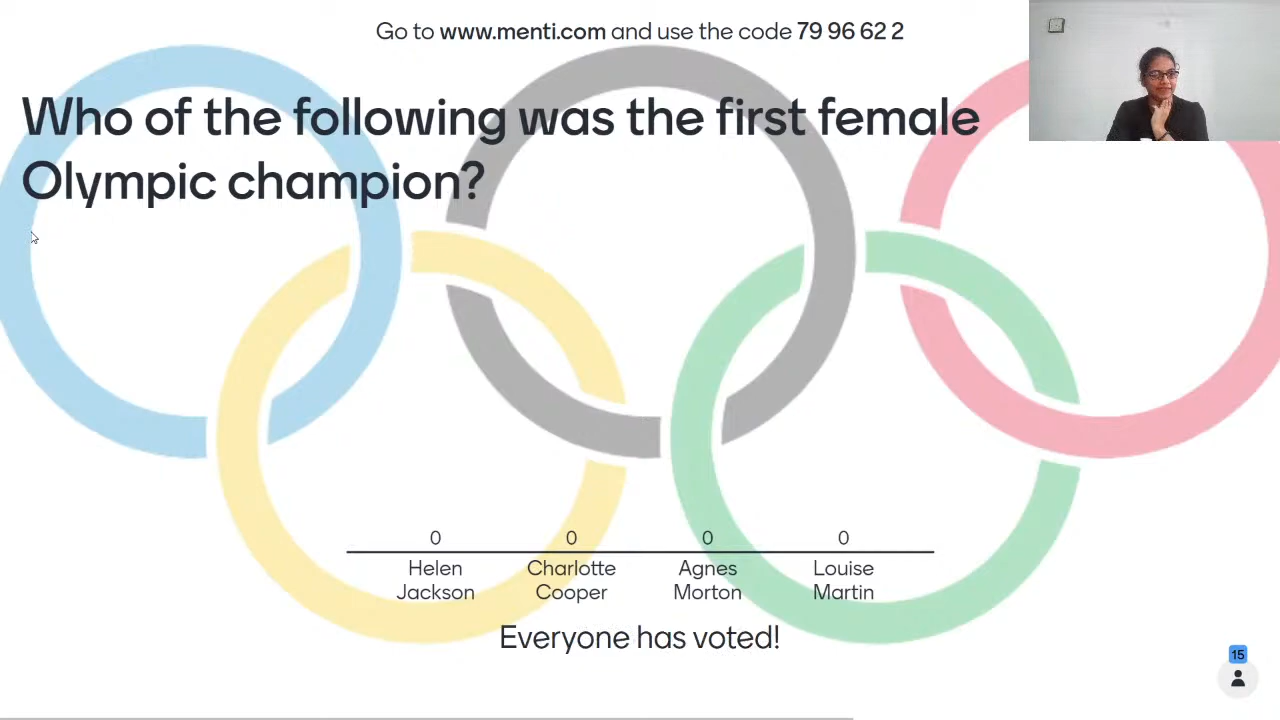 Go to www.menti.com and use the code 79 96 62 2
Who of the following was the first female
Olympic champion?
0 0 0 0
Helen Charlotte Agnes Louise
Jackson Cooper Morton Martin
Everyone has voted!
15